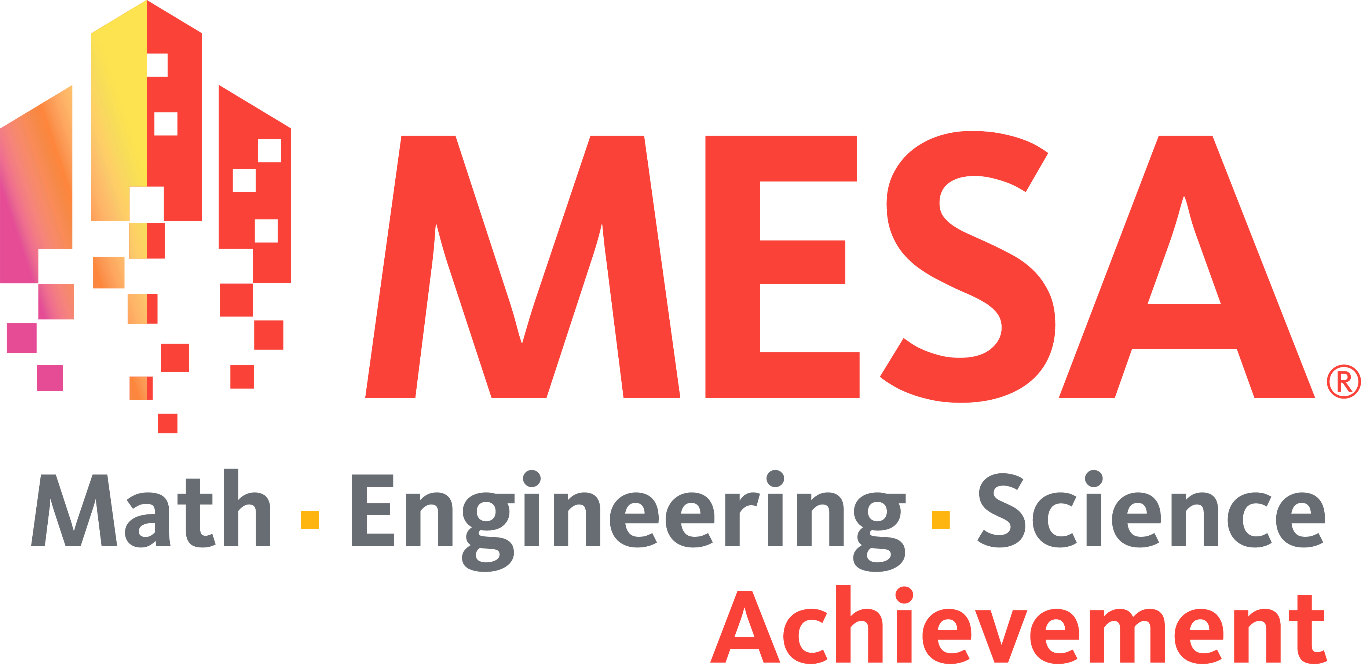 MESA®
Math · Engineering · Science
Achievement